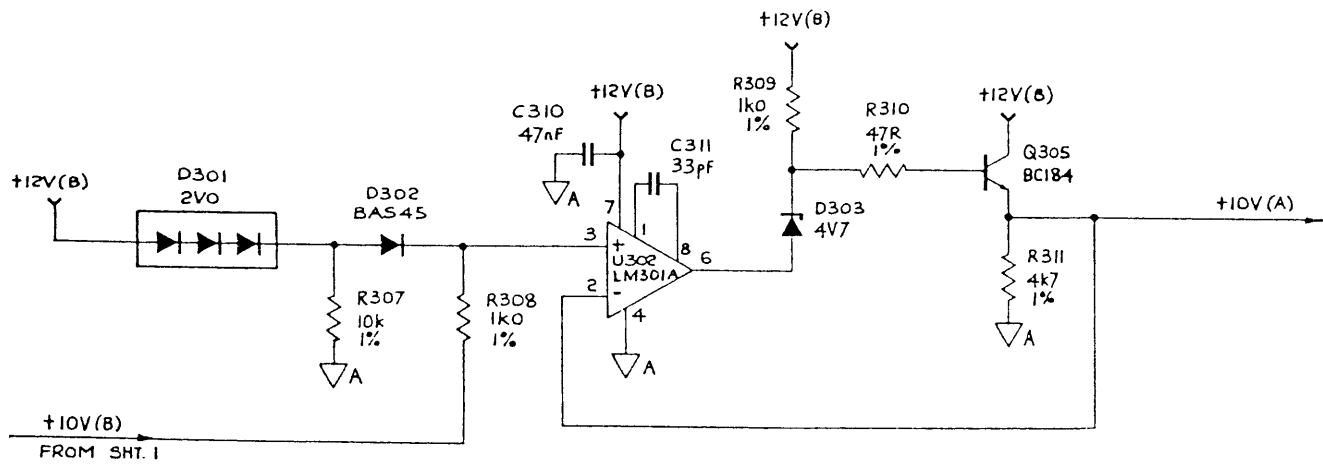 +12V(B)
D301
2V0
D302
BAS45
R307
10k
1%
A
R308
1k0
1%
+10V(B)
FROM SHT. 1
C310
47nF
A
+12V(B)
C311
33pF
7
1
8
3
+
U302
LM301A
6
2
-
4
A
+12V(B)
R309
1k0
1%
R310
47R
1%
D303
4V7
+12V(B)
Q305
BC184
+10V(A)
R311
4k7
1%
A